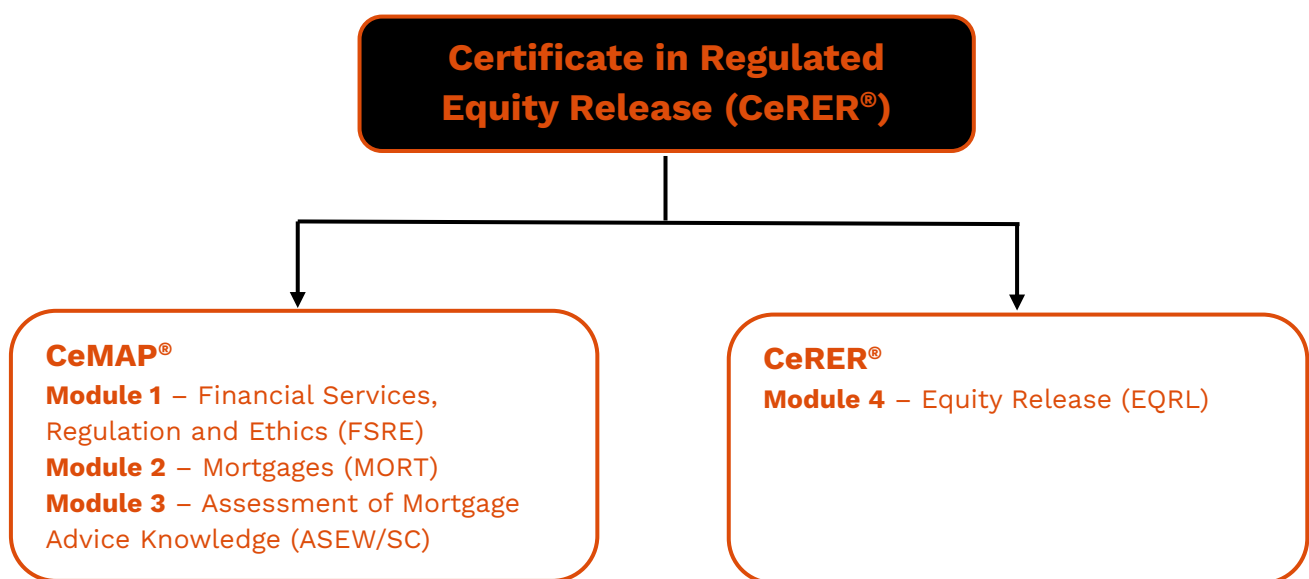 Certificate in Regulated
Equity Release (CeRER®)
CeMAP®
Module 1 – Financial Services,
Regulation and Ethics (FSRE)
Module 2 – Mortgages (MORT)
Module 3 – Assessment of Mortgage
Advice Knowledge (ASEW/SC)
CeRER®
Module 4 – Equity Release (EQRL)